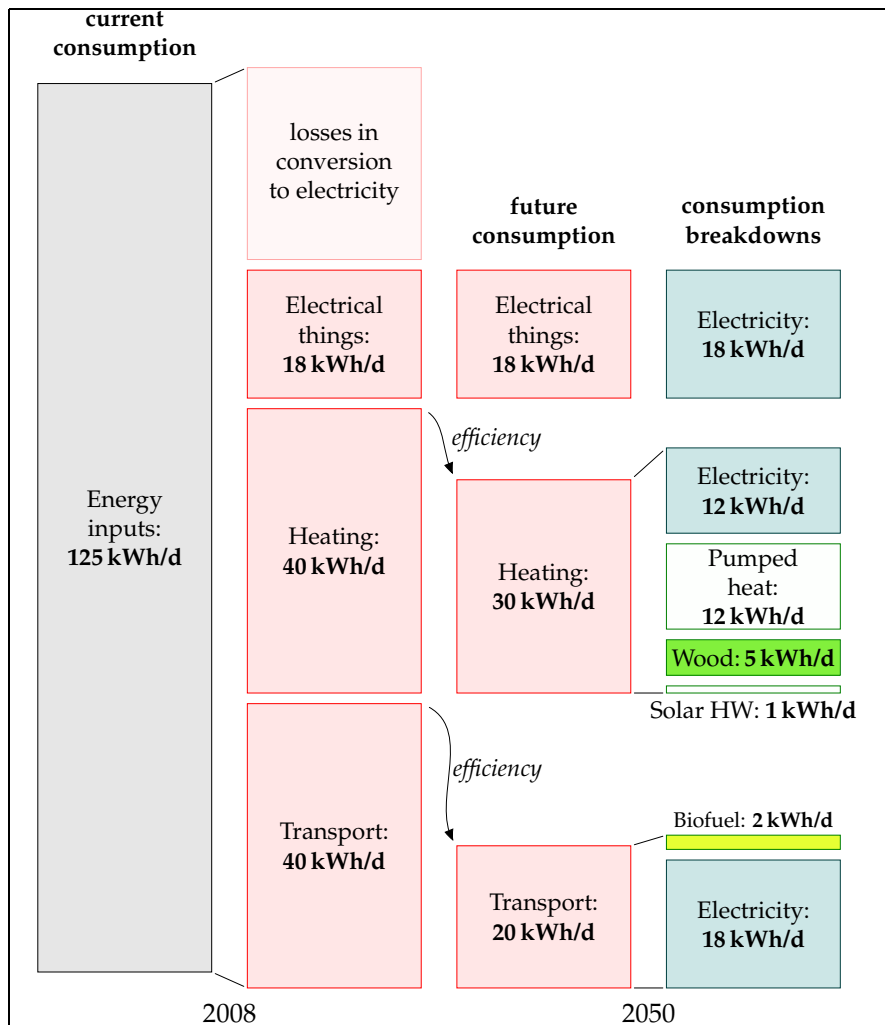 current
consumption
losses in
conversion
to electricity
future
consumption
consumption
breakdowns
Electrical
things:
18 kWh/d
Electrical
things:
18 kWh/d
Electricity:
18 kWh/d
efficiency
Energy
inputs:
125 kWh/d
Heating:
40 kWh/d
Heating:
30 kWh/d
Electricity:
12 kWh/d
Pumped
heat:
12 kWh/d
Wood: 5 kWh/d
Solar HW: 1 kWh/d
efficiency
Transport:
40 kWh/d
Transport:
20 kWh/d
Biofuel: 2 kWh/d
Electricity:
18 kWh/d
2008
2050